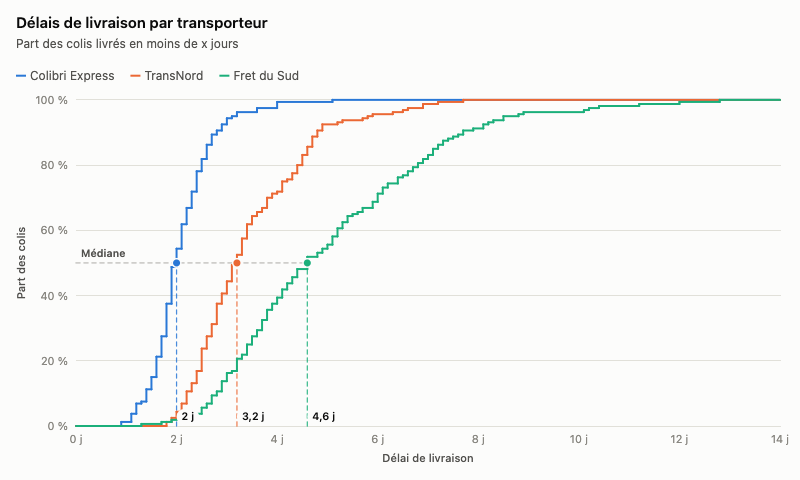 Délais de livraison par transporteur
Part des colis livrés en moins de x jours
Colibri Express TransNord Fret du Sud
100 %
80 %
60 %
Médiane
40 %
20 %
0 %
Part des colis
2 j 3,2 j 4,6 j
0 j 2 j 4 j 6 j 8 j 10 j 12 j 14 j
Délai de livraison